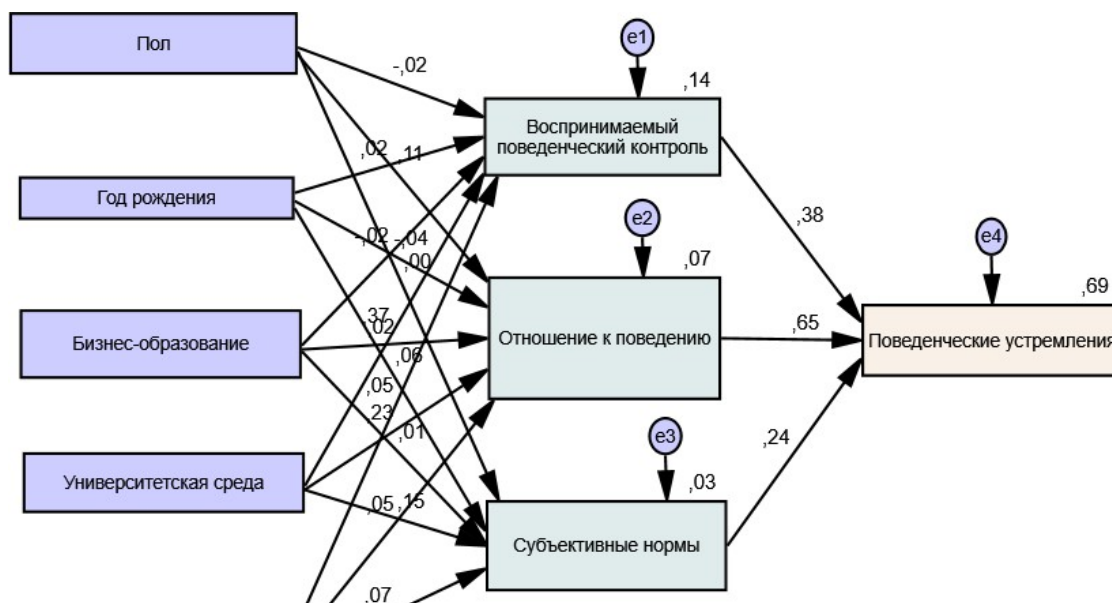 Пол
e1
-,02
,14
Воспринимаемый
поведенческий контроль
,02
,11
Год рождения
e2
,38
e4
-,02
-,04
,00
,07
,69
Бизнес-образование
,37
,02
,06
Отношение к поведению
,65
Поведенческие устремления
,05
,23
,01
e3
,24
Университетская среда
,03
,05
,15
Субъективные нормы
,07